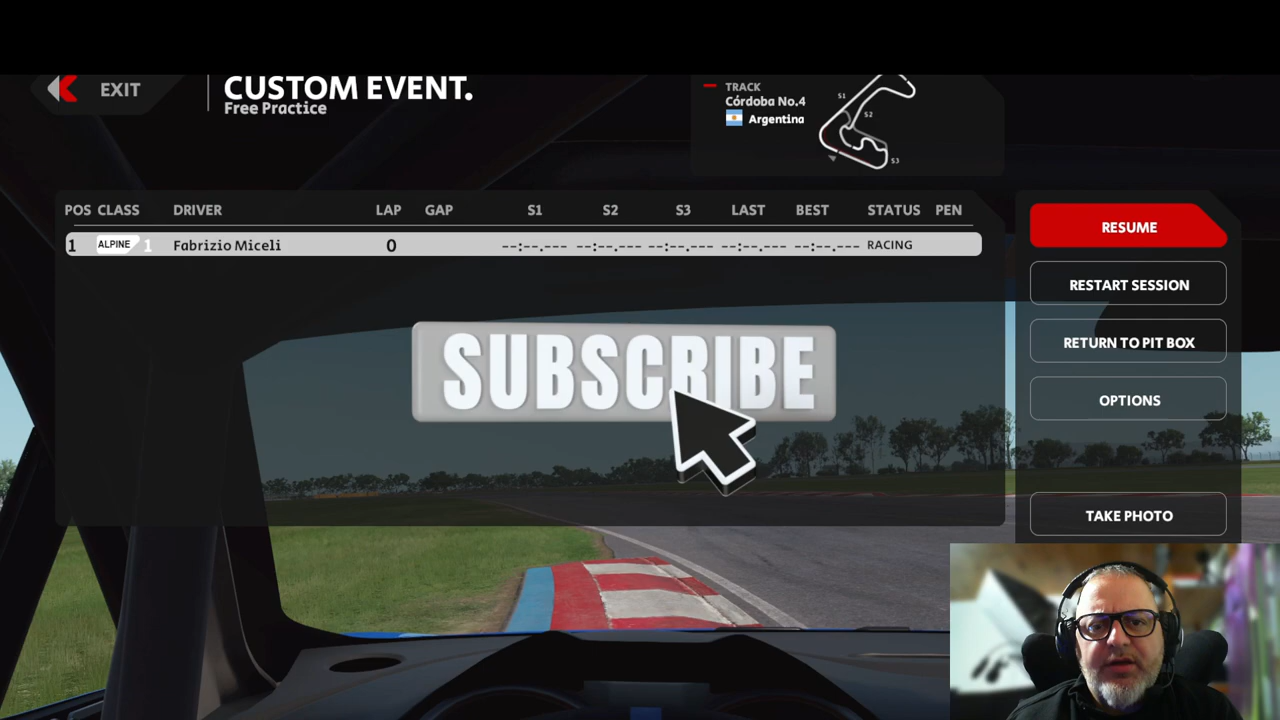 EXIT
CUSTOM EVENT.
Free Practice
TRACK
Córdoba No.4
Argentina
S1
S2
S3
POS CLASS DRIVER LAP GAP S1 S2 S3 LAST BEST STATUS PEN
1 ALPINE 1 Fabrizio Miceli 0 --:--.--- --:--.--- --:--.--- --:--.--- --:--.--- RACING
RESUME
RESTART SESSION
RETURN TO PIT BOX
OPTIONS
TAKE PHOTO
SUBSCRIBE